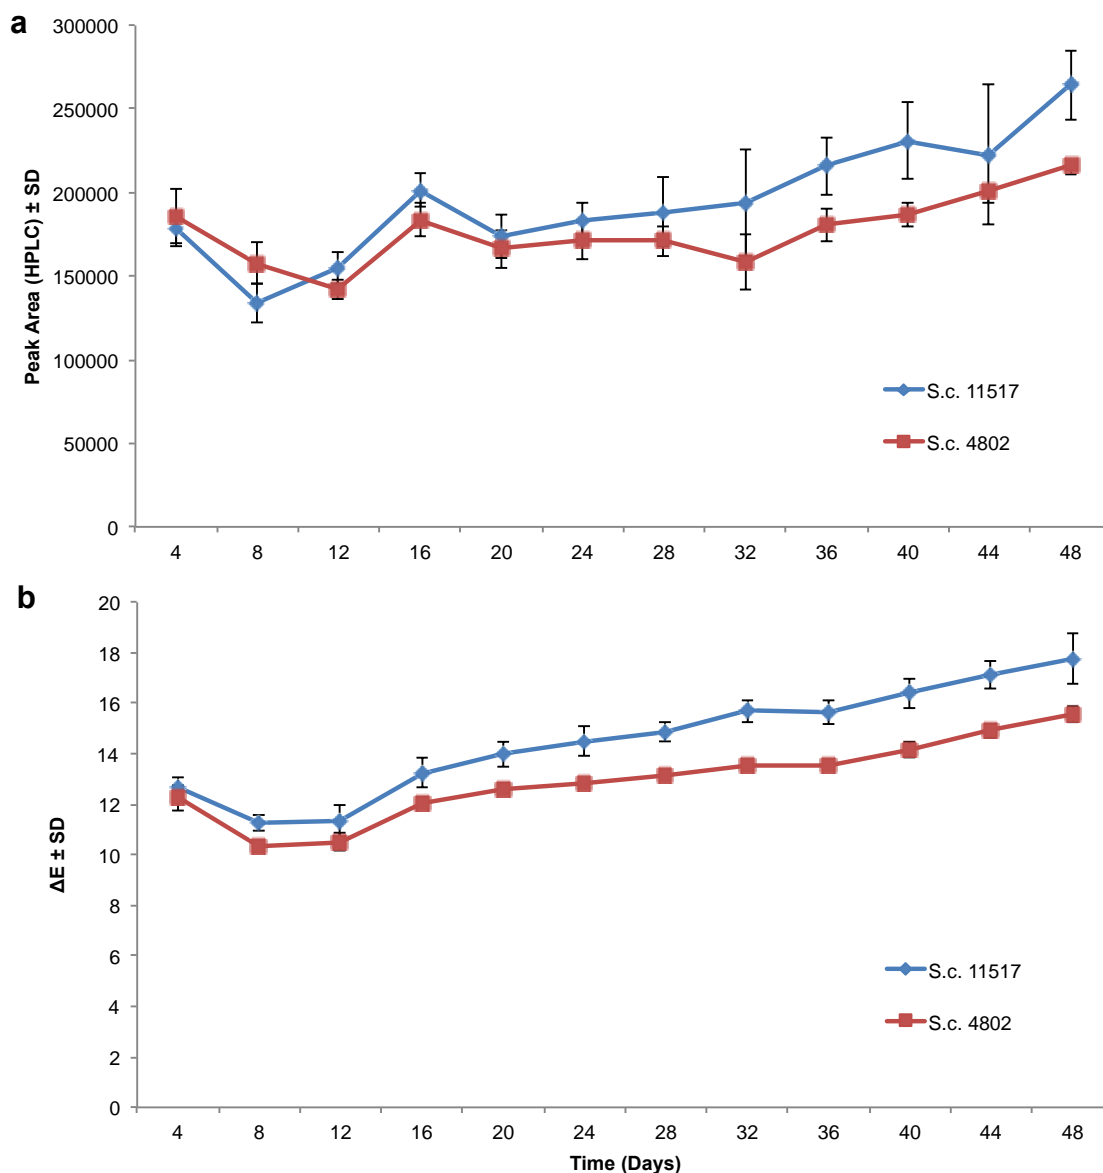 a
Peak Area (HPLC) ± SD
300000
250000
200000
150000
100000
50000
0
S.c. 11517
S.c. 4802
4 8 12 16 20 24 28 32 36 40 44 48
b
ΔE ± SD
20
18
16
14
12
10
8
6
4
2
0
S.c. 11517
S.c. 4802
4 8 12 16 20 24 28 32 36 40 44 48
Time (Days)